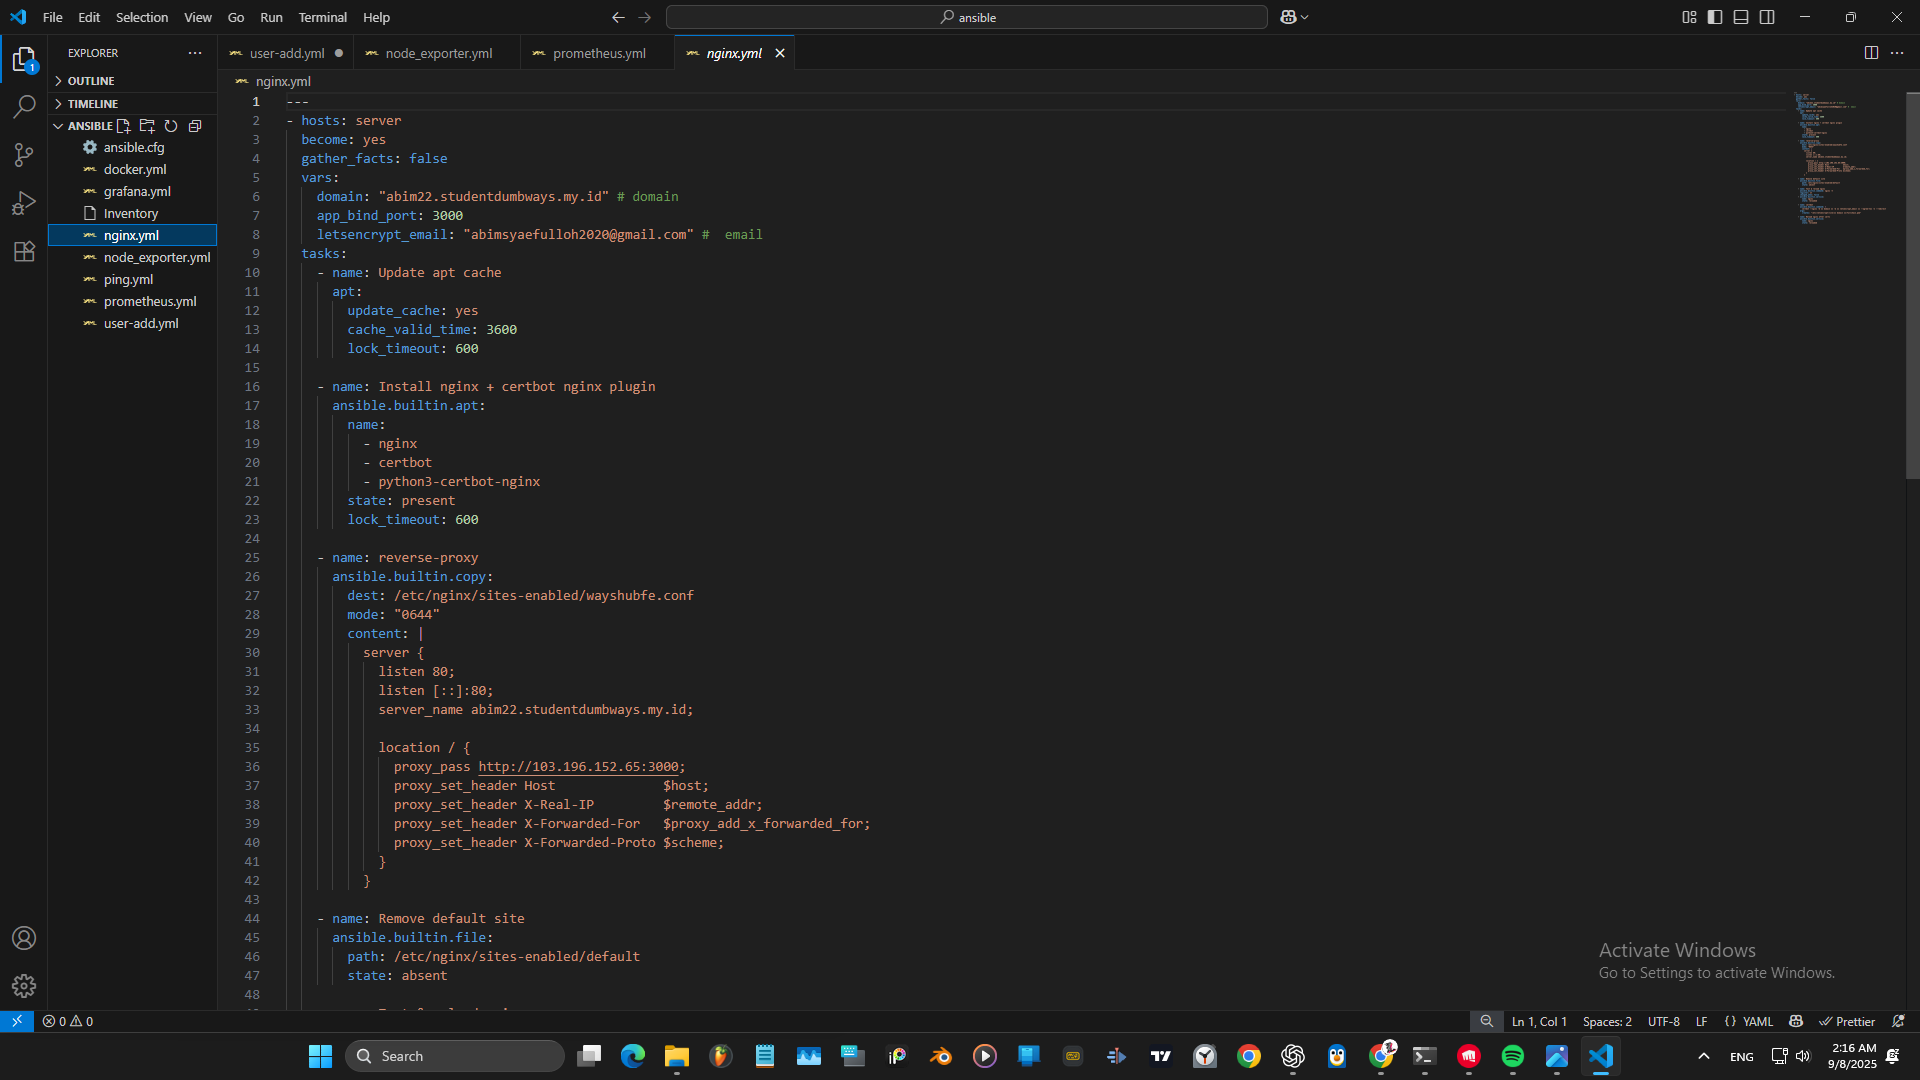 File Edit Selection View Go Run Terminal Help
ansible
EXPLORER
OUTLINE
TIMELINE
ANSIBLE
ansible.cfg
docker.yml
grafana.yml
Inventory
nginx.yml
node_exporter.yml
ping.yml
prometheus.yml
user-add.yml
1
user-add.yml
node_exporter.yml
prometheus.yml
nginx.yml
nginx.yml
1 ---
2 - hosts: server
3 become: yes
4 gather_facts: false
5 vars:
6 domain: "abim22.studentdumbways.my.id" # domain
7 app_bind_port: 3000
8 letsencrypt_email: "abimsyaefulloh2020@gmail.com" #  email
9 tasks:
10 - name: Update apt cache
11 apt:
12 update_cache: yes
13 cache_valid_time: 3600
14 lock_timeout: 600
15
16 - name: Install nginx + certbot nginx plugin
17 ansible.builtin.apt:
18 name:
19 - nginx
20 - certbot
21 - python3-certbot-nginx
22 state: present
23 lock_timeout: 600
24
25 - name: reverse-proxy
26 ansible.builtin.copy:
27 dest: /etc/nginx/sites-enabled/wayshubfe.conf
28 mode: "0644"
29 content: |
30 server {
31 listen 80;
32 listen [::]:80;
33 server_name abim22.studentdumbways.my.id;
34
35 location / {
36 proxy_pass http://103.196.152.65:3000;
37 proxy_set_header Host $host;
38 proxy_set_header X-Real-IP $remote_addr;
39 proxy_set_header X-Forwarded-For $proxy_add_x_forwarded_for;
40 proxy_set_header X-Forwarded-Proto $scheme;
41 }
42 }
43
44 - name: Remove default site
45 ansible.builtin.file:
46 path: /etc/nginx/sites-enabled/default
47 state: absent
48
Activate Windows
Go to Settings to activate Windows.
0 0
Ln 1, Col 1 Spaces: 2 UTF-8 LF {} YAML Prettier
Search
ENG
2:16 AM
9/8/2025